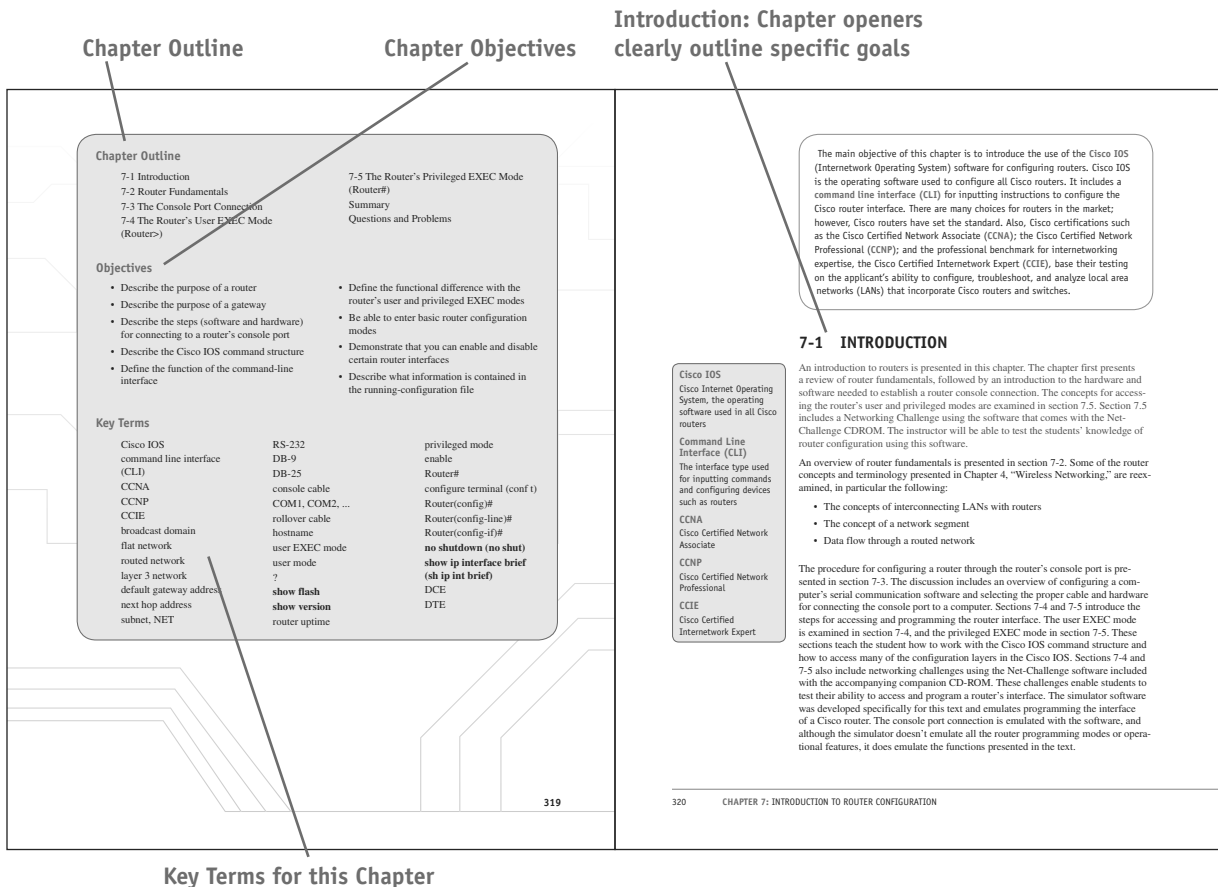 Introduction: Chapter openers
clearly outline specific goals
Chapter Outline
Chapter Objectives
Chapter Outline
7-1 Introduction
7-2 Router Fundamentals
7-3 The Console Port Connection
7-4 The Router's User EXEC Mode
(Router>)
7-5 The Router's Privileged EXEC Mode
(Router#)
Summary
Questions and Problems
Objectives
• Describe the purpose of a router
• Describe the purpose of a gateway
• Describe the steps (software and hardware)
for connecting to a router's console port
• Describe the Cisco IOS command structure
• Define the function of the command-line
interface
• Define the functional difference with the
router's user and privileged EXEC modes
• Be able to enter basic router configuration
modes
• Demonstrate that you can enable and disable
certain router interfaces
• Describe what information is contained in
the running-configuration file
Key Terms
Cisco IOS
command line interface
(CLI)
CCNA
CCNP
CCIE
broadcast domain
flat network
routed network
layer 3 network
default gateway address
next hop address
subnet, NET
RS-232
DB-9
DB-25
console cable
COM1, COM2, ...
rollover cable
hostname
user EXEC mode
user mode
?
show flash
show version
router uptime
privileged mode
enable
Router#
configure terminal (conf t)
Router(config)#
Router(config-line)#
Router(config-if)#
no shutdown (no shut)
show ip interface brief
(sh ip int brief)
DCE
DTE
319
Key Terms for this Chapter
The main objective of this chapter is to introduce the use of the Cisco IOS
(Internetwork Operating System) software for configuring routers. Cisco IOS
is the operating software used to configure all Cisco routers. It includes a
command line interface (CLI) for inputting instructions to configure the
Cisco router interface. There are many choices for routers in the market;
however, Cisco routers have set the standard. Also, Cisco certifications such
as the Cisco Certified Network Associate (CCNA); the Cisco Certified Network
Professional (CCNP); and the professional benchmark for internetworking
expertise, the Cisco Certified Internetwork Expert (CCIE), base their testing
on the applicant's ability to configure, troubleshoot, and analyze local area
networks (LANs) that incorporate Cisco routers and switches.
7-1 INTRODUCTION
Cisco IOS
Cisco Internet Operating
System, the operating
software used in all Cisco
routers
Command Line
Interface (CLI)
The interface type used
for inputting commands
and configuring devices
such as routers
CCNA
Cisco Certified Network
Associate
CCNP
Cisco Certified Network
Professional
CCIE
Cisco Certified
Internetwork Expert
An introduction to routers is presented in this chapter. The chapter first presents
a review of router fundamentals, followed by an introduction to the hardware and
software needed to establish a router console connection. The concepts for access-
ing the router's user and privileged modes are examined in section 7.5. Section 7.5
includes a Networking Challenge using the software that comes with the Net-
Challenge CDROM. The instructor will be able to test the students' knowledge of
router configuration using this software.
An overview of router fundamentals is presented in section 7-2. Some of the router
concepts and terminology presented in Chapter 4, "Wireless Networking," are reex-
amined, in particular the following:
• The concepts of interconnecting LANs with routers
• The concept of a network segment
• Data flow through a routed network
The procedure for configuring a router through the router's console port is pre-
sented in section 7-3. The discussion includes an overview of configuring a com-
puter's serial communication software and selecting the proper cable and hardware
for connecting the console port to a computer. Sections 7-4 and 7-5 introduce the
steps for accessing and programming the router interface. The user EXEC mode
is examined in section 7-4, and the privileged EXEC mode in section 7-5. These
sections teach the student how to work with the Cisco IOS command structure and
how to access many of the configuration layers in the Cisco IOS. Sections 7-4 and
7-5 also include networking challenges using the Net-Challenge software included
with the accompanying companion CD-ROM. These challenges enable students to
test their ability to access and program a router's interface. The simulator software
was developed specifically for this text and emulates programming the interface
of a Cisco router. The console port connection is emulated with the software, and
although the simulator doesn't emulate all the router programming modes or opera-
tional features, it does emulate the functions presented in the text.
320 CHAPTER 7: INTRODUCTION TO ROUTER CONFIGURATION